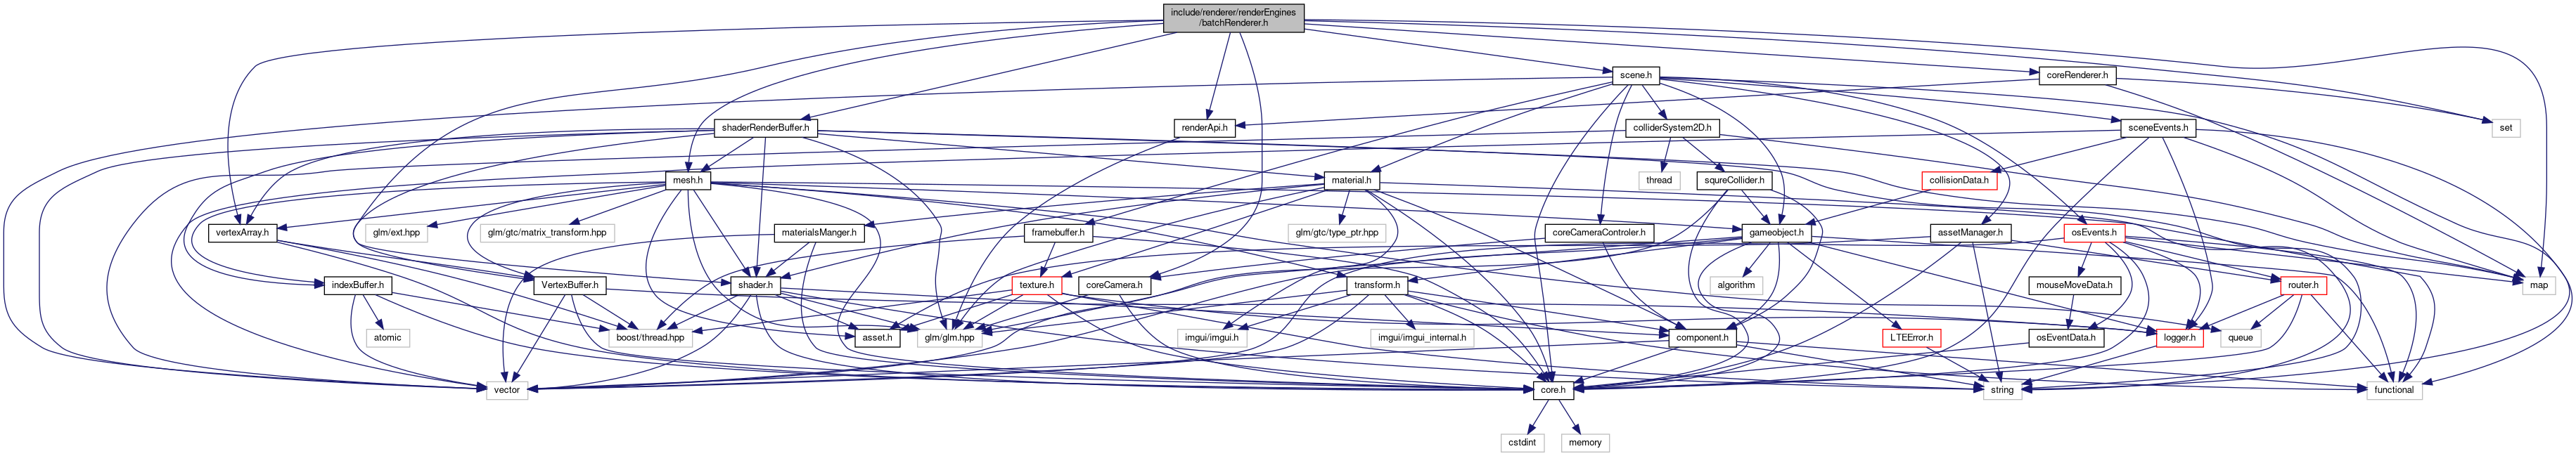 include/renderer/renderEngines
/batchRenderer.h
scene.h
coreRenderer.h
shaderRenderBuffer.h
renderApi.h
colliderSystem2D.h
sceneEvents.h
set
mesh.h
material.h
thread
squreCollider.h
collisionData.h
vertexArray.h
glm/ext.hpp
glm/gtc/matrix_transform.hpp
materialsManger.h
framebuffer.h
glm/gtc/type_ptr.hpp
coreCameraControler.h
gameobject.h
assetManager.h
osEvents.h
indexBuffer.h
VertexBuffer.h
shader.h
texture.h
coreCamera.h
transform.h
algorithm
mouseMoveData.h
router.h
map
atomic
boost/thread.hpp
asset.h
glm/glm.hpp
imgui/imgui.h
imgui/imgui_internal.h
component.h
LTEError.h
osEventData.h
logger.h
queue
vector
core.h
string
functional
cstdint
memory